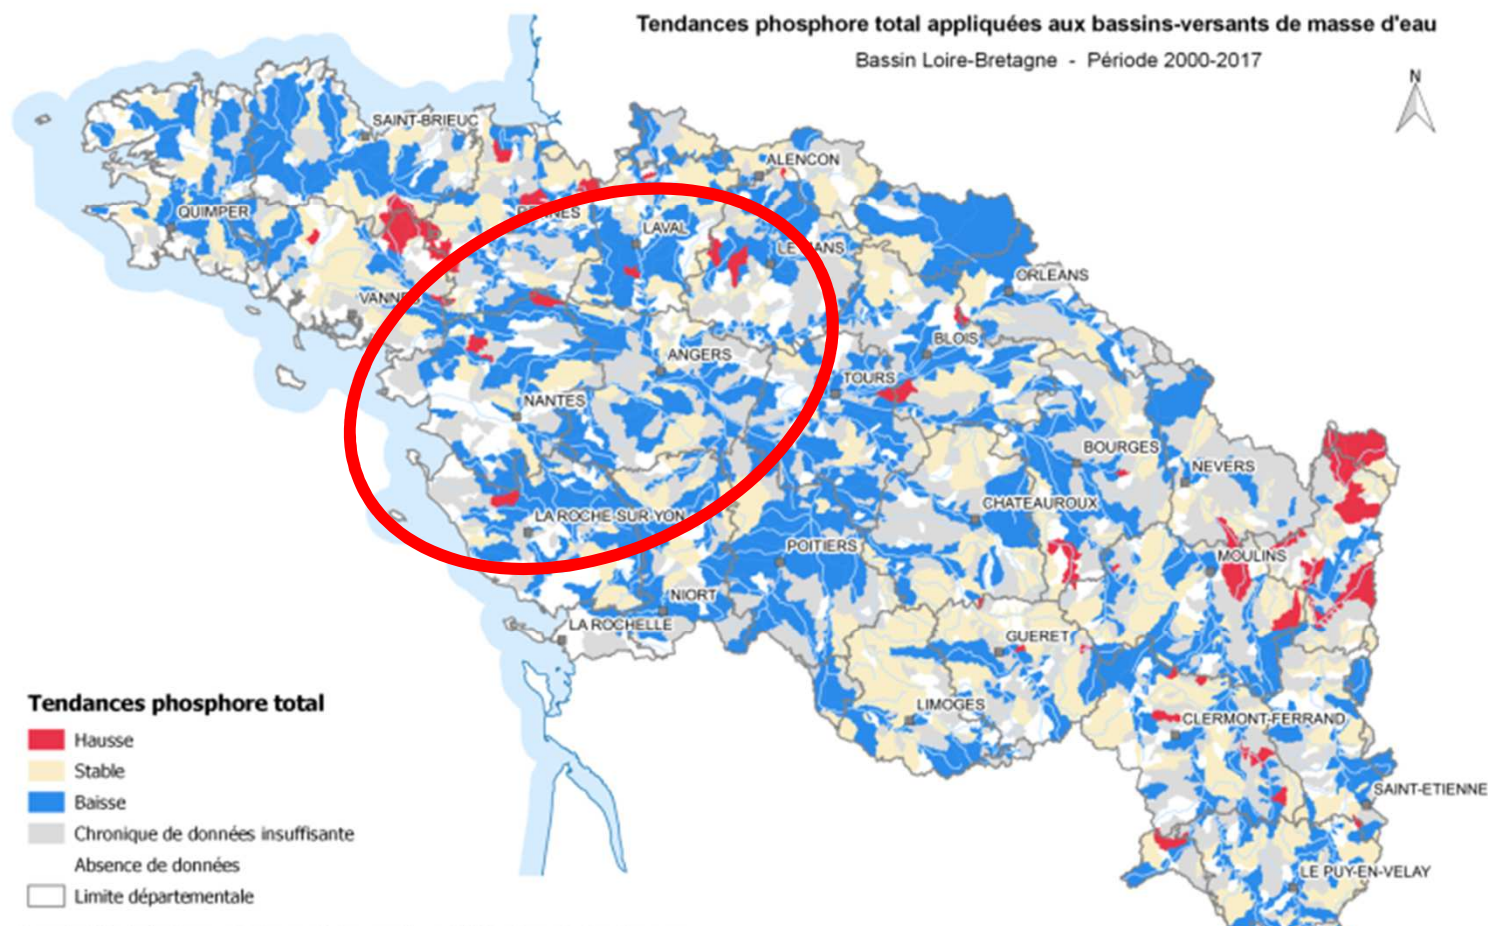 Tendances phosphore total appliquées aux bassins-versants de masse d'eau
Bassin Loire-Bretagne - Période 2000-2017
N
SAINT-BRIEUC
ALENCON
QUIMPER
RENNES
LAVAL
LE MANS
ORLEANS
VANNES
BLOIS
ANGERS
TOURS
NANTES
BOURGES
NEVERS
CHATEAUROUX
LA ROCHE-SUR-YON
POITIERS
MOULINS
NIORT
LA ROCHELLE
GUERET
LIMOGES
CLERMONT-FERRAND
SAINT-ETIENNE
LE PUY-EN-VELAY
Tendances phosphore total
Hausse
Stable
Baisse
Chronique de données insuffisante
Absence de données
Limite départementale